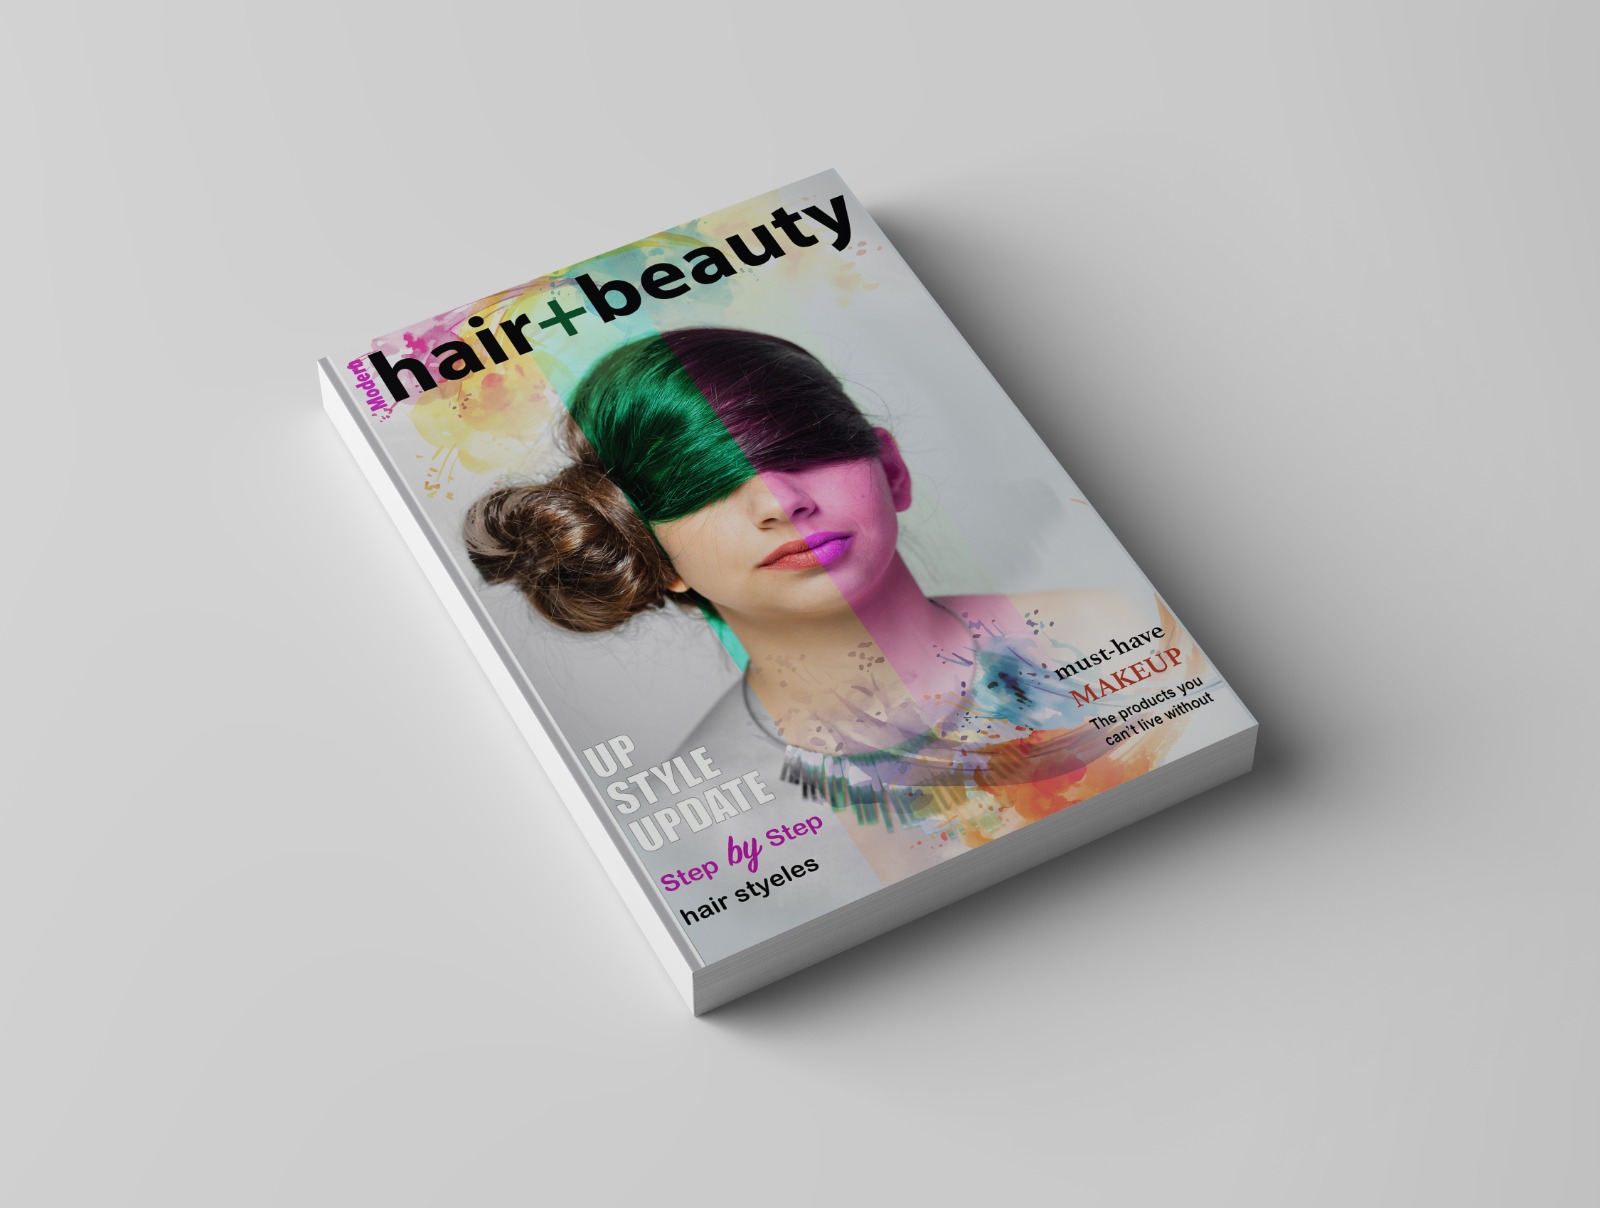 Modern
hair+beauty
must-have
MAKEUP
The products you
can't live without
UP
STYLE
UPDATE
Step by Step
hair styeles